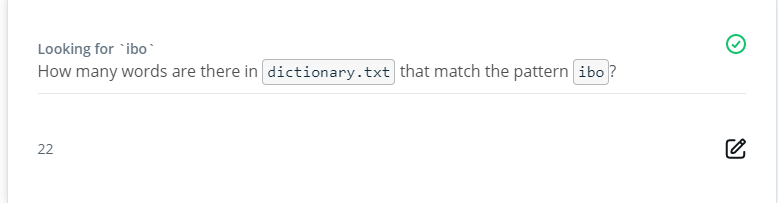 Looking for `ibo`
How many words are there in dictionary.txt that match the pattern ibo?
22